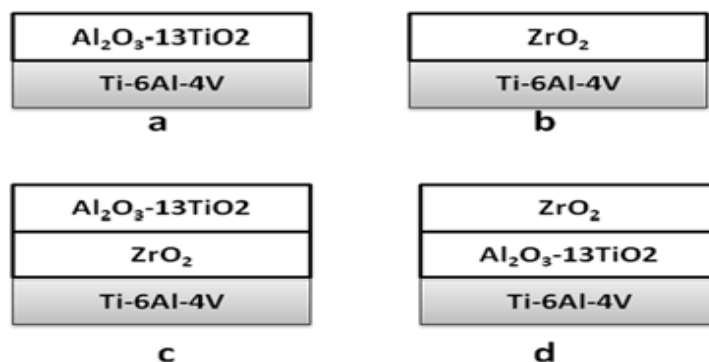 Al₂O₃-13TiO2
Ti-6Al-4V
a
ZrO₂
Ti-6Al-4V
b
Al₂O₃-13TiO2
ZrO₂
Ti-6Al-4V
c
ZrO₂
Al₂O₃-13TiO2
Ti-6Al-4V
d